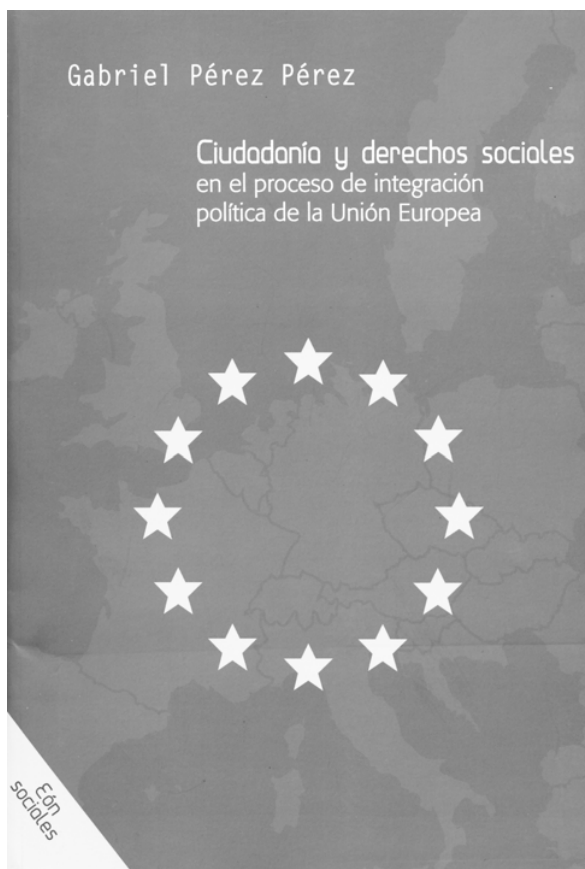 Gabriel Pérez Pérez
Ciudadanía y derechos sociales
en el proceso de integración
política de la Unión Europea
Eón
sociales